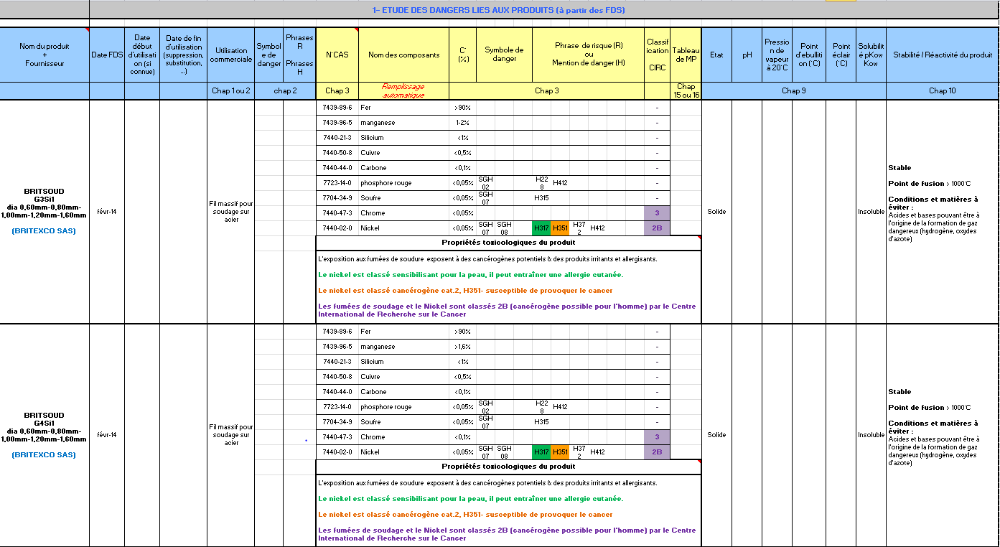 1- ETUDE DES DANGERS LIES AUX PRODUITS (à partir des FDS)
Nom du produit
+
Fournisseur
Date FDS
Date
début
d'utilisati
on (si
connue)
Date de fin
d'utilisation
(suppression,
substitution,
...)
Utilisation
commerciale
Symbol
e de
danger
Phrases
R
Phrases
H
N°CAS
Nom des composants
C°
(%)
Symbole de
danger
Phrase de risque (R)
ou
Mention de danger (H)
Classif
ication
CIRC
Tableau
de MP
Etat
pH
Pressio
n de
vapeur
à 20°C
Point
d'ébulliti
on (°C)
Point
éclair
(°C)
Solubilit
é pKow
Kow
Stabilité / Réactivité du produit
Chap 1 ou 2
chap 2
Chap 3
Remplissage
automatique
Chap 3
Chap
15 ou 16
Chap 9
Chap 10
BRITSOUD
G3Si1
dia 0,60mm-0,80mm-
1,00mm-1,20mm-1,60mm
(BRITEXCO SAS)
févr-14
Fil massif pour
soudage sur
acier
7439-89-6 Fer >90% -
7439-96-5 manganese 1-2% -
7440-21-3 Silicium <1% -
7440-50-8 Cuivre <0,5% -
7440-44-0 Carbone <0,1% -
7723-14-0 phosphore rouge <0,05% SGH 02 H22 8 H412 -
7704-34-9 Soufre <0,05% SGH 07 H315 -
7440-47-3 Chrome <0,05% 3
7440-02-0 Nickel <0,05% SGH 07 SGH 08 H317 H351 H37 2 H412 2B
Propriétés toxicologiques du produit
L'exposition aux fumées de soudure exposent à des cancérogènes potentiels & des produits irritants et allergisants.
Le nickel est classé sensibilisant pour la peau, il peut entraîner une allergie cutanée.
Le nickel est classé cancérogène cat.2, H351- susceptible de provoquer le cancer
Les fumées de soudage et le Nickel sont classés 2B (cancérogène possible pour l'homme) par le Centre
International de Recherche sur le Cancer
Solide
Insoluble
Stable
Point de fusion > 1000°C
Conditions et matières à
éviter :
Acides et bases pouvant être à
l'origine de la formation de gaz
dangereux (hydrogène, oxydes
d'azote)
BRITSOUD
G4Si1
dia 0,60mm-0,80mm-
1,00mm-1,20mm-1,60mm
(BRITEXCO SAS)
févr-14
Fil massif pour
soudage sur
acier
7439-89-6 Fer >90% -
7439-96-5 manganese >1,6% -
7440-21-3 Silicium <1% -
7440-50-8 Cuivre <0,5% -
7440-44-0 Carbone <0,1% -
7723-14-0 phosphore rouge <0,05% SGH 02 H22 8 H412 -
7704-34-9 Soufre <0,05% SGH 07 H315 -
7440-47-3 Chrome <0,1% 3
7440-02-0 Nickel <0,05% SGH 07 SGH 08 H317 H351 H37 2 H412 2B
Propriétés toxicologiques du produit
L'exposition aux fumées de soudure exposent à des cancérogènes potentiels & des produits irritants et allergisants.
Le nickel est classé sensibilisant pour la peau, il peut entraîner une allergie cutanée.
Le nickel est classé cancérogène cat.2, H351- susceptible de provoquer le cancer
Les fumées de soudage et le Nickel sont classés 2B (cancérogène possible pour l'homme) par le Centre
International de Recherche sur le Cancer
Solide
Insoluble
Stable
Point de fusion > 1000°C
Conditions et matières à
éviter :
Acides et bases pouvant être à
l'origine de la formation de gaz
dangereux (hydrogène, oxydes
d'azote)